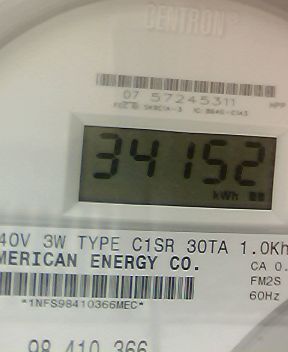 CENTRON®
07 57245311
34152
kWh
40V 3W TYPE C1SR 30TA 1.0Kh
MERICAN ENERGY CO.
CA 0.
FM2S
60Hz
*1NFS98410366MEC*
98 410 366